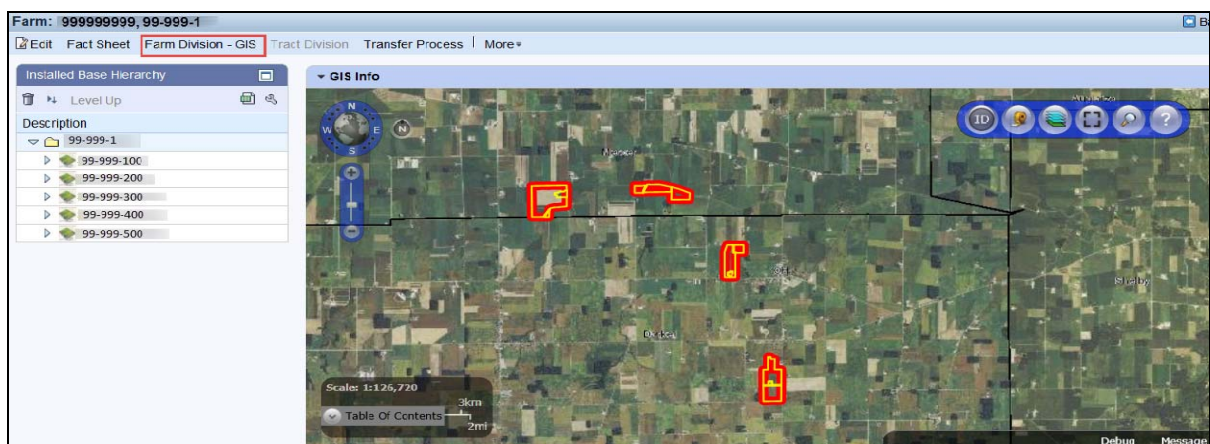 Farm: 999999999, 99-999-1
Edit Fact Sheet Farm Division - GIS Tract Division Transfer Process More
Installed Base Hierarchy
Level Up
Description
99-999-1
99-999-100
99-999-200
99-999-300
99-999-400
99-999-500
GIS Info
N
W E
S
N
ID ?
Shelby
Scale: 1:126,720
3km
Table Of Contents
2mi
Debug Message